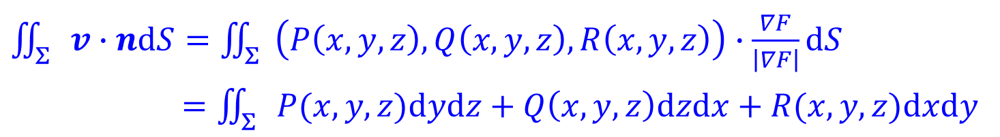 ∬_Σ 𝒗 · 𝒏dS = ∬_Σ (P(x, y, z), Q(x, y, z), R(x, y, z)) · ∇F/|∇F| dS
= ∬_Σ P(x, y, z)dydz + Q(x, y, z)dzdx + R(x, y, z)dxdy